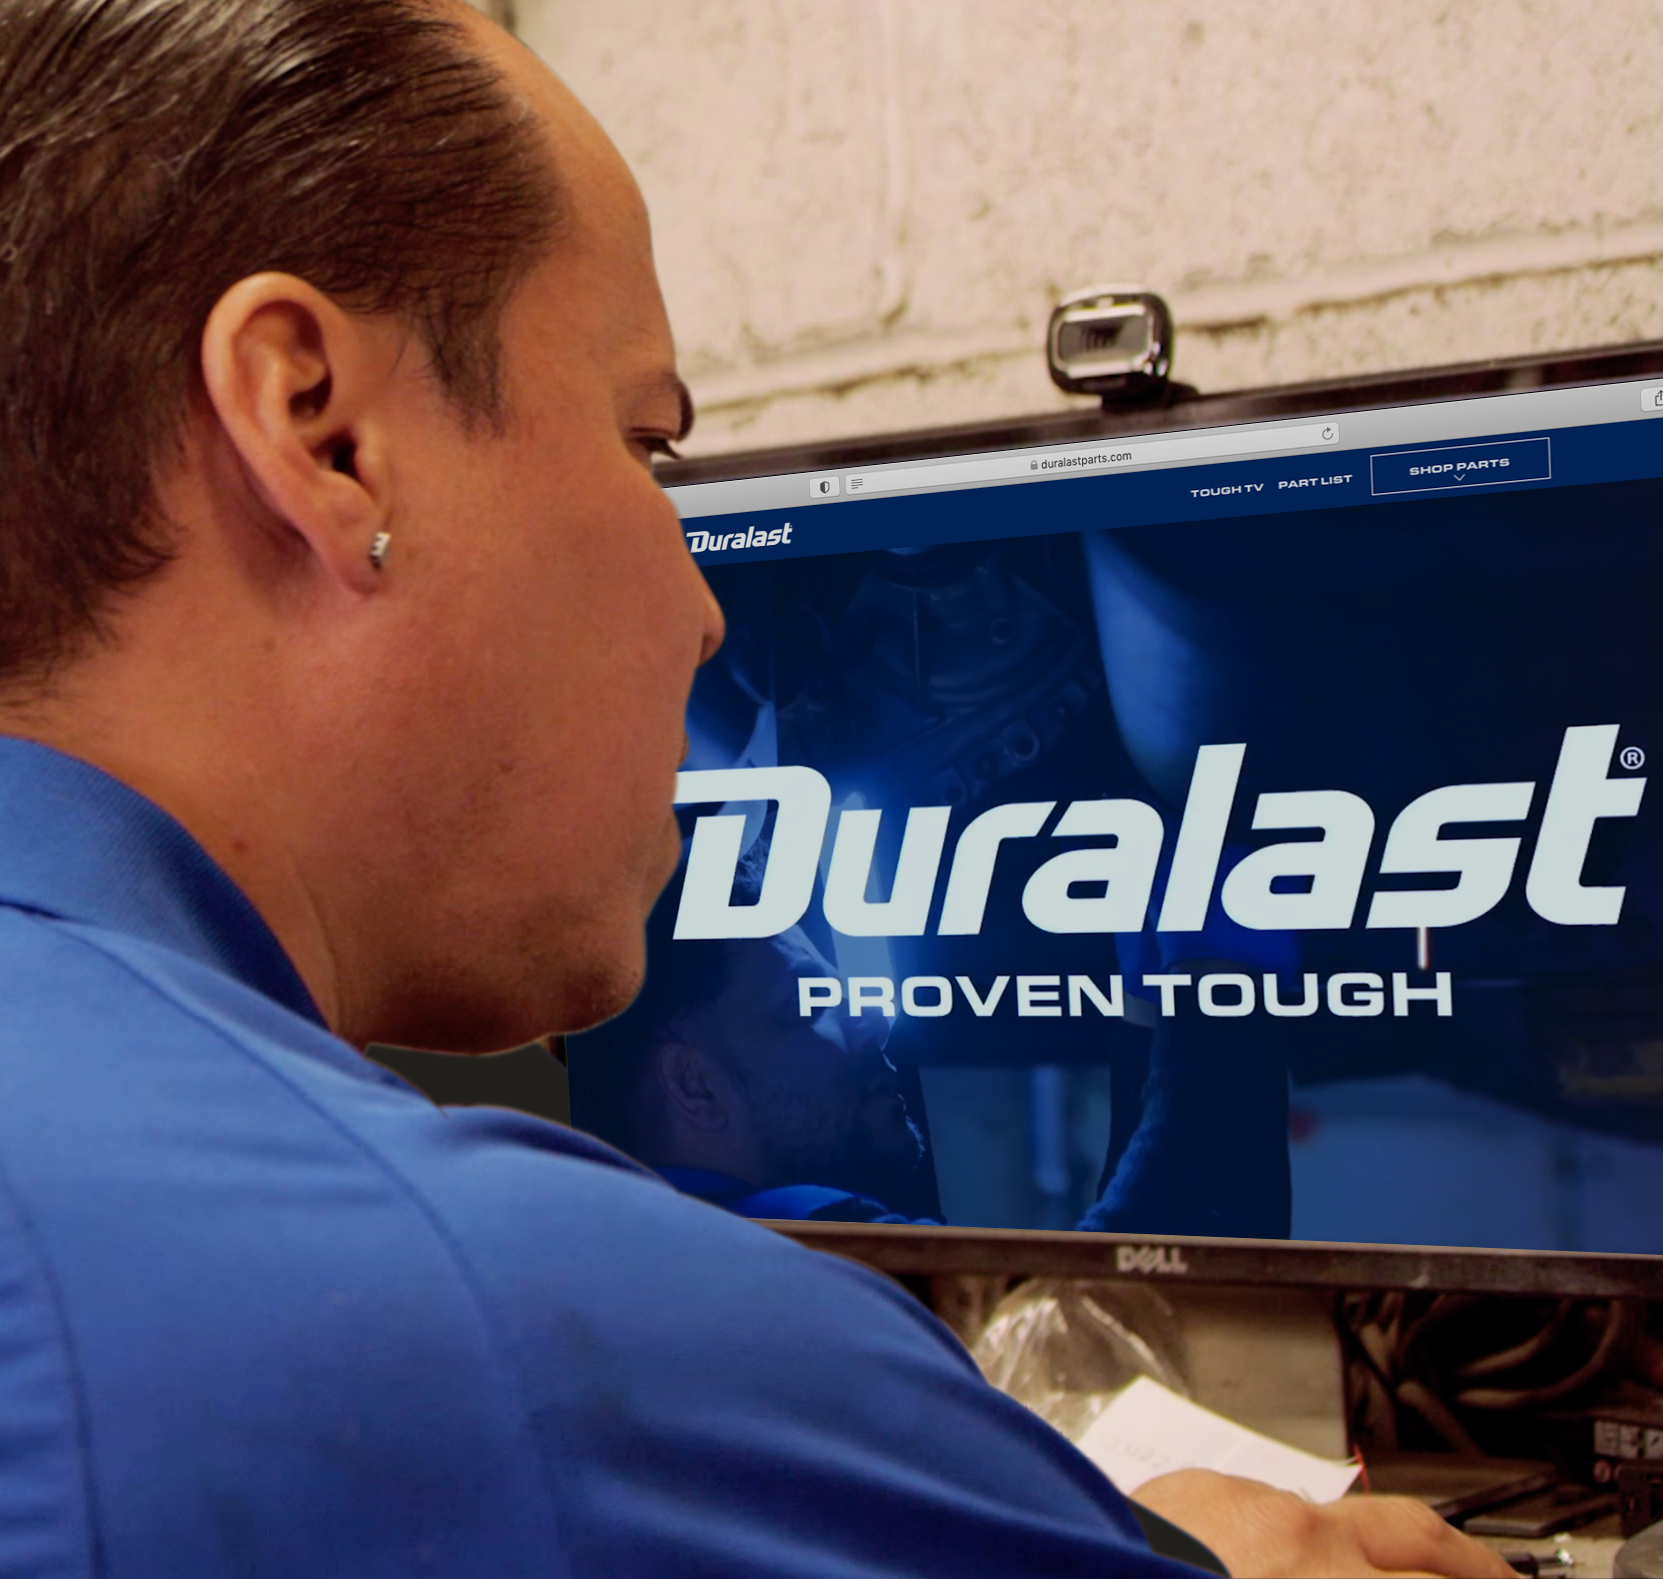 duralastparts.com
Duralast
TOUGH TV PART LIST SHOP PARTS
Duralast®
PROVEN TOUGH
DELL